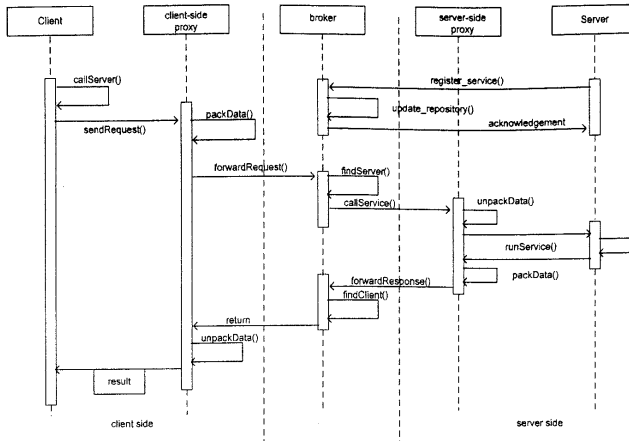 Client
client-side
proxy
broker
server-side
proxy
Server
callServer()
register_service()
packData()
update_repository()
sendRequest()
acknowledgement
forwardRequest()
findServer()
callService()
unpackData()
runService()
packData()
forwardResponse()
findClient()
return
unpackData()
result
client side
server side